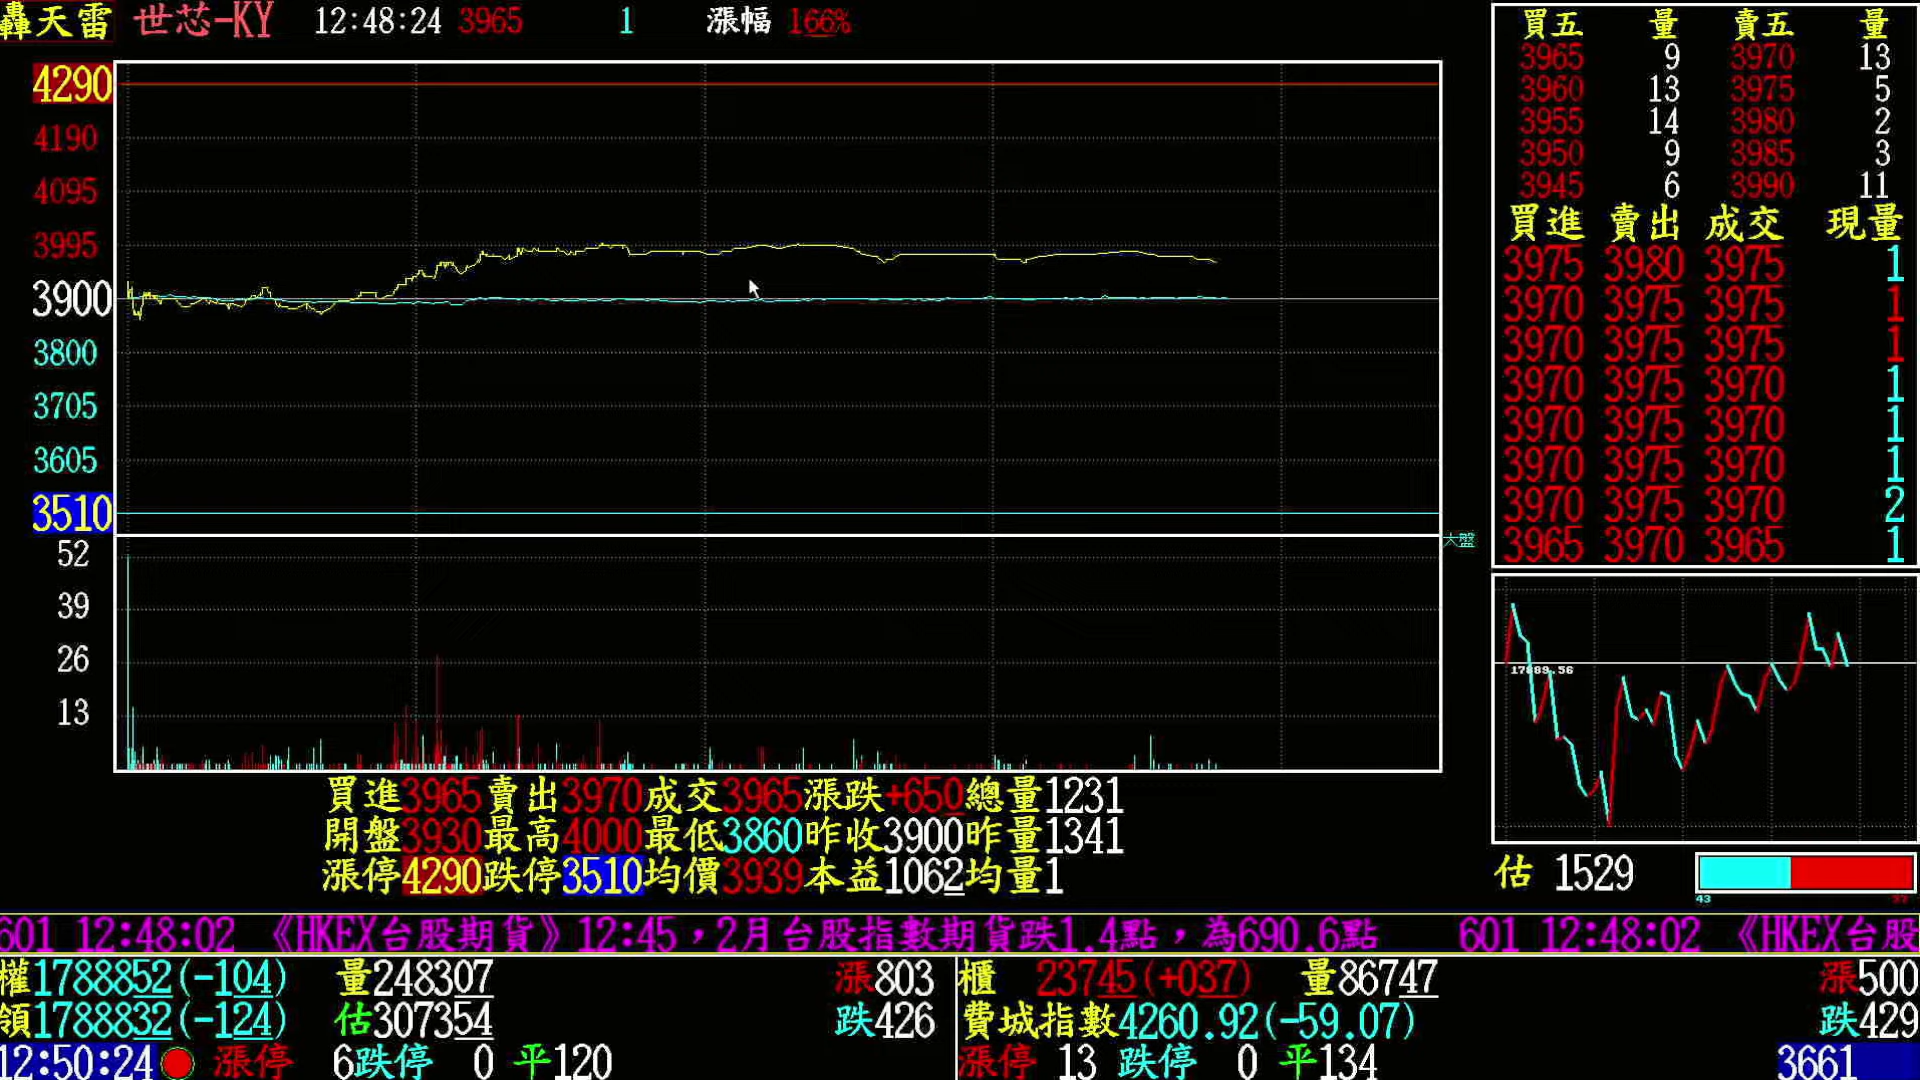 轟天雷 世芯-KY 12:48:24 3965 1 漲幅 166%
4290
4190
4095
3995
3900
3800
3705
3605
3510
52
39
26
13
大盤
買五 量 賣五 量
3965 9 3970 13
3960 13 3975 5
3955 14 3980 2
3950 9 3985 3
3945 6 3990 11
買進 賣出 成交 現量
3975 3980 3975 1
3970 3975 3975 1
3970 3975 3975 1
3970 3975 3970 1
3970 3975 3970 1
3970 3975 3970 1
3970 3975 3970 2
3965 3970 3965 1
17889.56
估 1529
43 57
買進3965賣出3970成交3965漲跌+650總量1231
開盤3930最高4000最低3860昨收3900昨量1341
漲停4290跌停3510均價3939本益1062均量1
601 12:48:02 《HKEX台股期貨》12:45，2月台股指數期貨跌1.4點，為690.6點 601 12:48:02 《HKEX台股
權1788852(-104) 量248307 漲803 櫃 23745(+037) 量86747 漲500
領1788832(-124) 估307354 跌426 費城指數4260.92(-59.07) 跌429
12:50:24 漲停 6跌停 0 平120 漲停 13 跌停 0 平134 3661